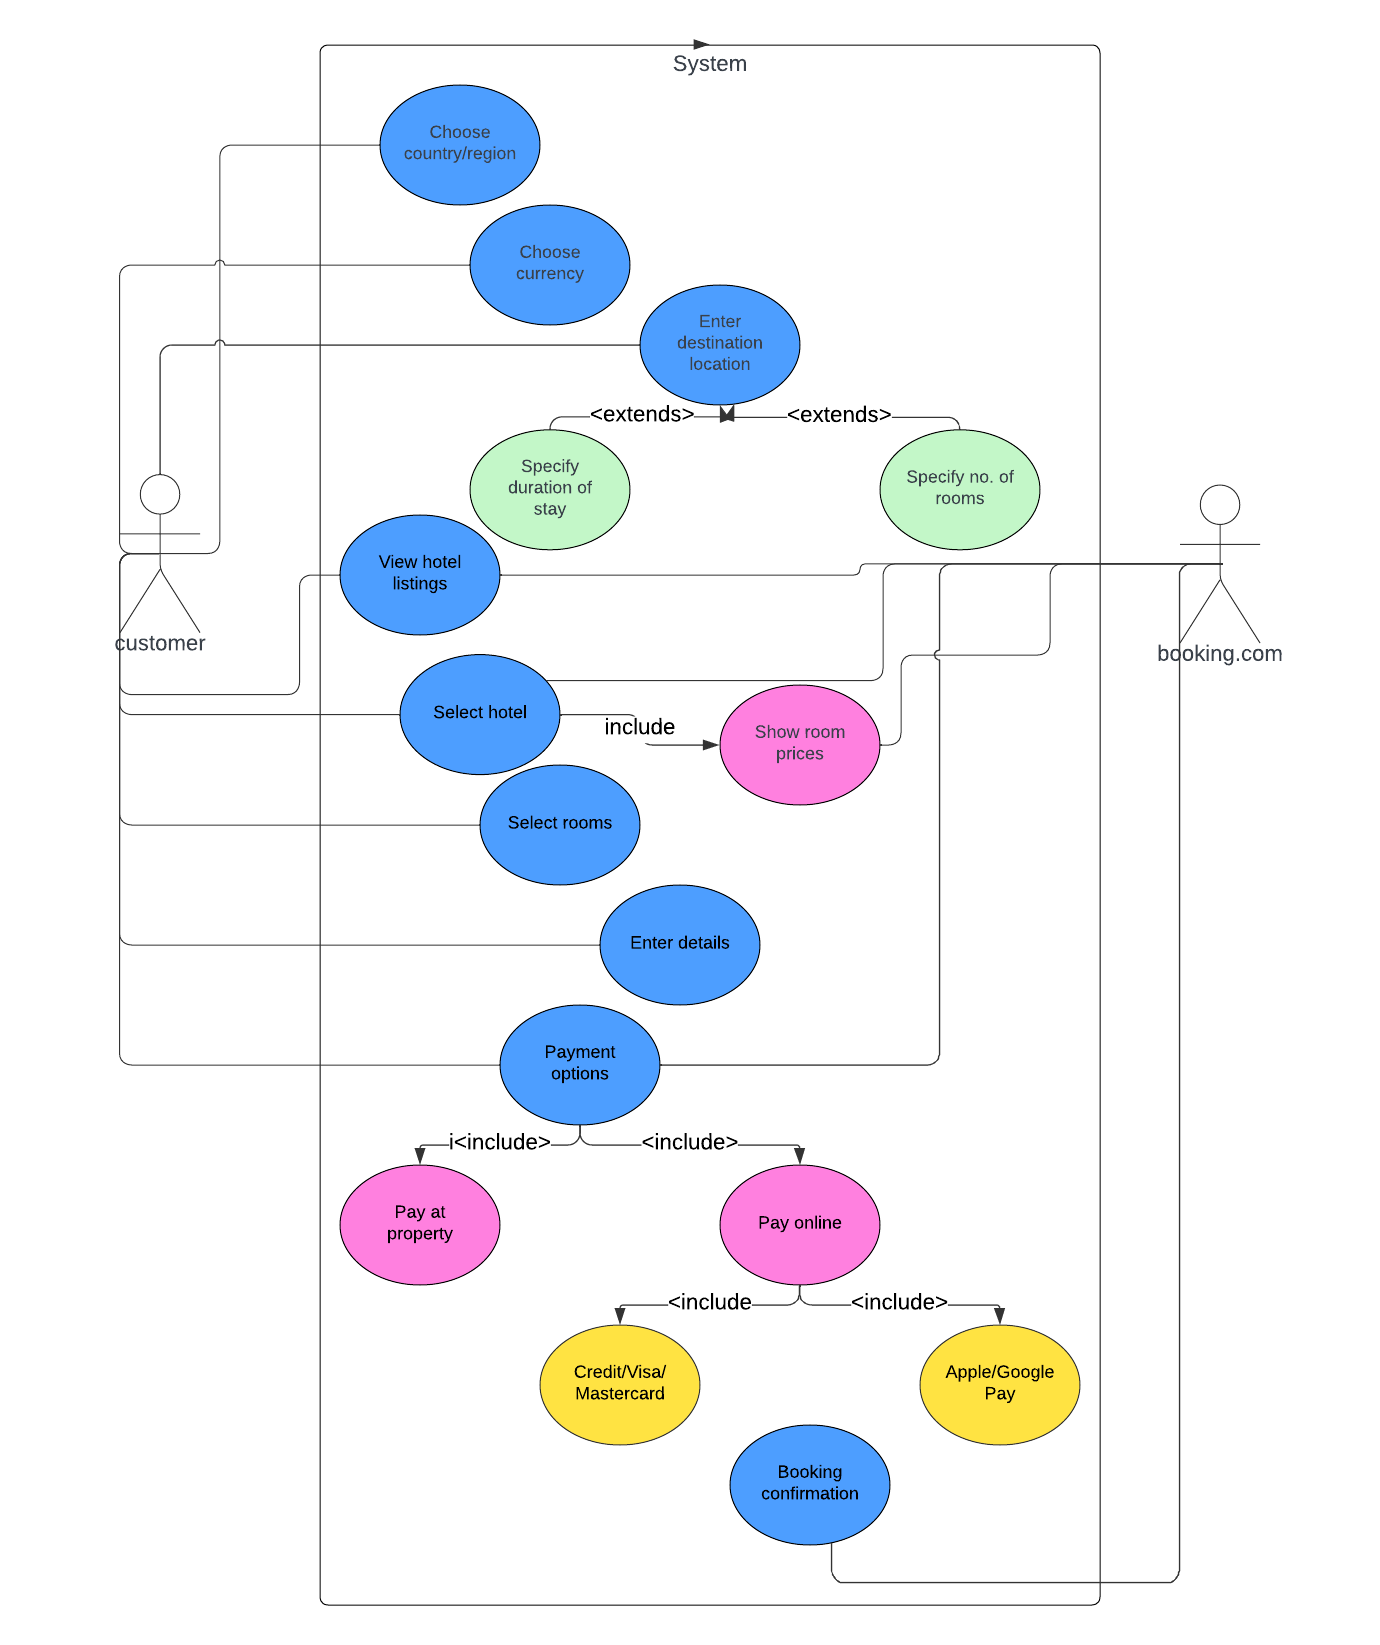 System
Choose
country/region
Choose
currency
Enter
destination
location
<extends>
<extends>
Specify
duration of
stay
Specify no. of
rooms
View hotel
listings
customer
booking.com
Select hotel
include
Show room
prices
Select rooms
Enter details
Payment
options
i<include>
<include>
Pay at
property
Pay online
<include
<include>
Credit/Visa/
Mastercard
Apple/Google
Pay
Booking
confirmation